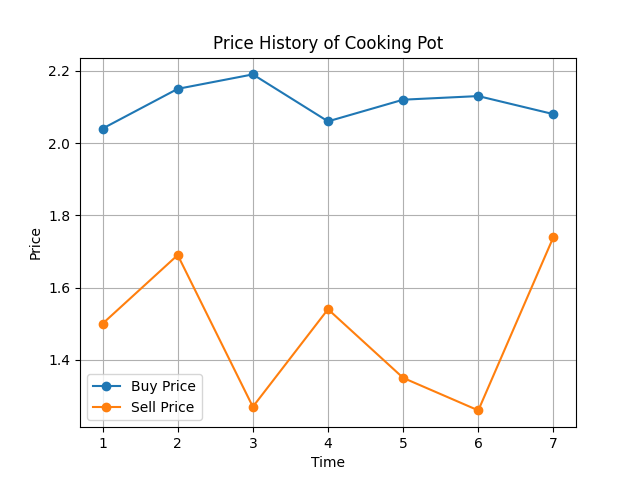 Price History of Cooking Pot
2.2
2.0
1.8
1.6
1.4
Price
Buy Price
Sell Price
1 2 3 4 5 6 7
Time